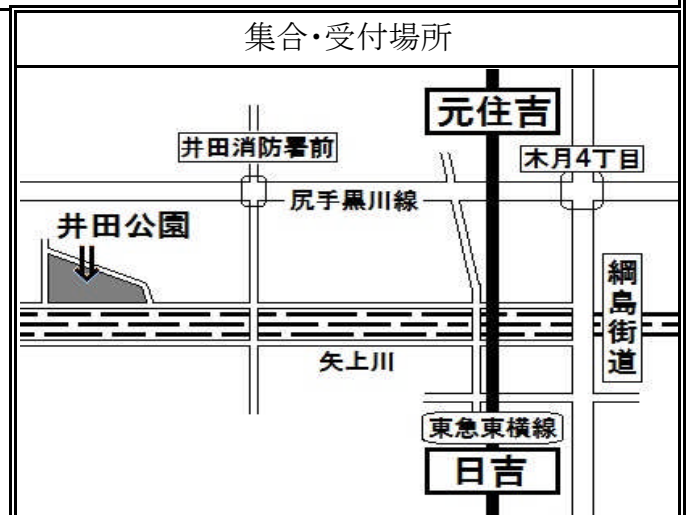 集合・受付場所
元住吉
井田消防署前
木月4丁目
尻手黒川線
井田公園
綱島街道
矢上川
東急東横線
日吉